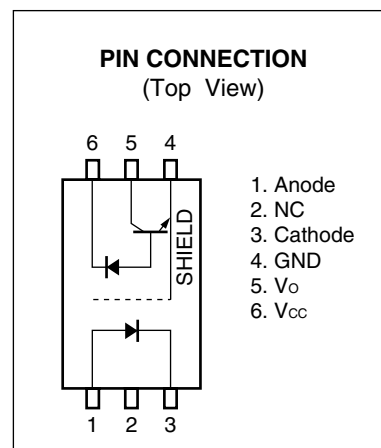 PIN CONNECTION
(Top View)
6 5 4
SHIELD
1 2 3
1. Anode
2. NC
3. Cathode
4. GND
5. VO
6. VCC